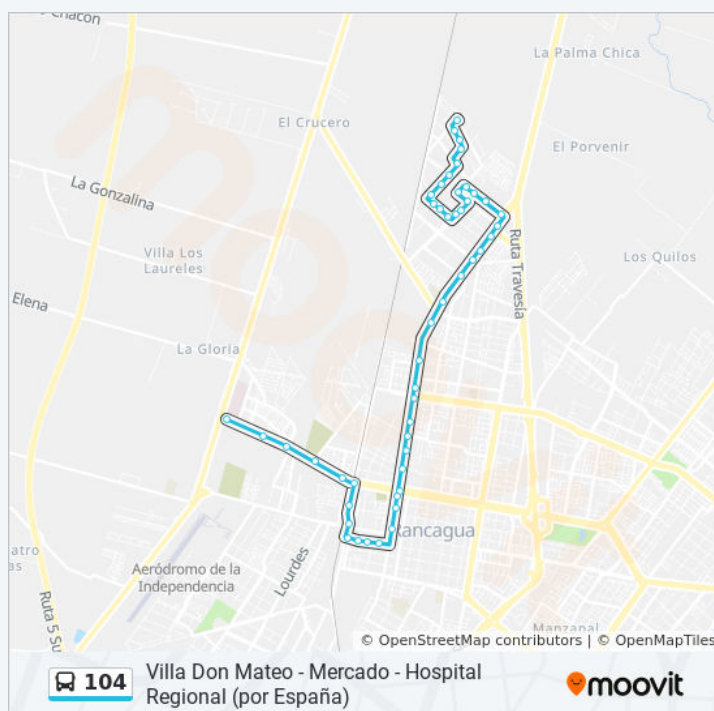 Chacón
La Palma Chica
El Crucero
El Porvenir
La Gonzalina
Villa Los
Laureles
Ruta Travesía
Los Quilos
Elena
La Gloria
Rancagua
Aeródromo de la
Independencia
Lourdes
Ruta 5 Su
Manzanal
© OpenStreetMap contributors | © OpenMapTiles
104
Villa Don Mateo - Mercado - Hospital
Regional (por España)
moovit